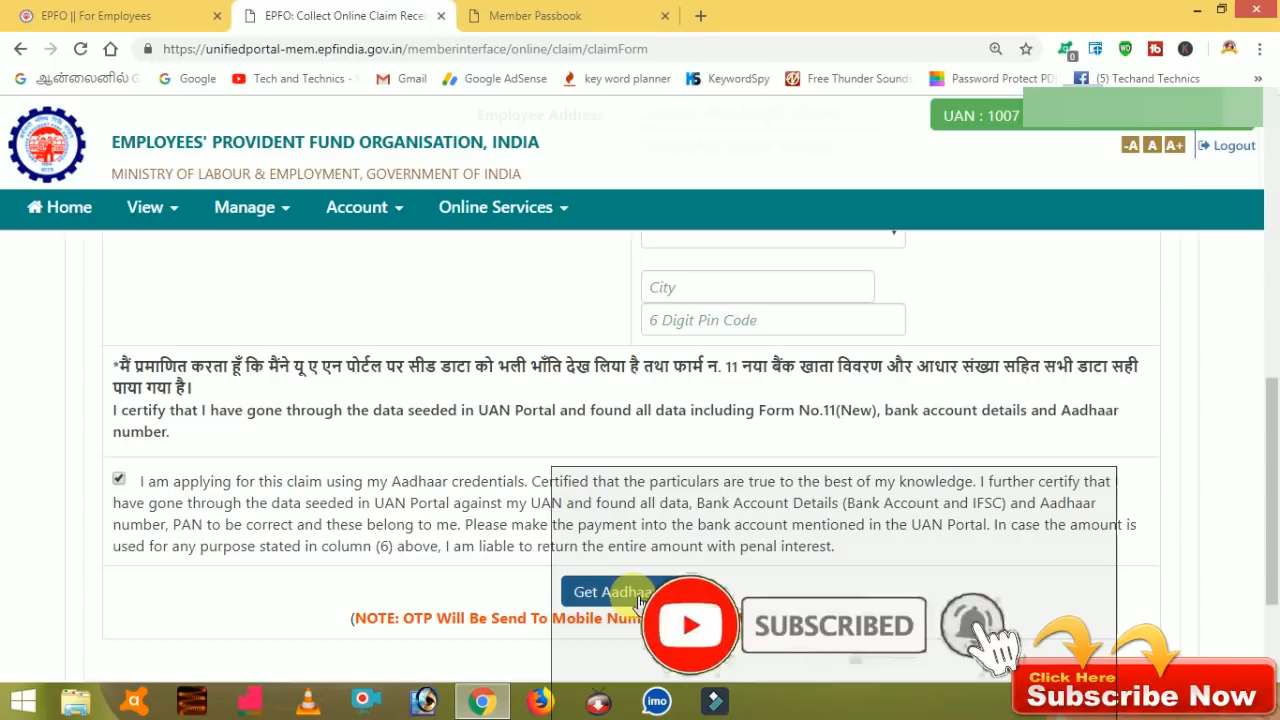 EPFO || For Employees
EPFO: Collect Online Claim Rece
Member Passbook
https://unifiedportal-mem.epfindia.gov.in/memberinterface/online/claim/claimForm
ஆன்லைனில்
Google
Tech and Technics -
Gmail
Google AdSense
key word planner
KeywordSpy
Free Thunder Sounds
Password Protect PD
(5) Techand Technics
»
Employee Address
UAN : 1007
EMPLOYEES' PROVIDENT FUND ORGANISATION, INDIA
-A A A+
Logout
MINISTRY OF LABOUR & EMPLOYMENT, GOVERNMENT OF INDIA
Home View Manage Account Online Services
City
6 Digit Pin Code
*मैं प्रमाणित करता हूँ कि मैंने यू ए एन पोर्टल पर सीड डाटा को भली भाँति देख लिया है तथा फार्म न. 11 नया बैंक खाता विवरण और आधार संख्या सहित सभी डाटा सही
पाया गया है।
I certify that I have gone through the data seeded in UAN Portal and found all data including Form No.11(New), bank account details and Aadhaar
number.
I am applying for this claim using my Aadhaar credentials. Certified that the particulars are true to the best of my knowledge. I further certify that I
have gone through the data seeded in UAN Portal against my UAN and found all data, Bank Account Details (Bank Account and IFSC) and Aadhaar
number, PAN to be correct and these belong to me. Please make the payment into the bank account mentioned in the UAN Portal. In case the amount is
used for any purpose stated in column (6) above, I am liable to return the entire amount with penal interest.
Get Aadhaa
(NOTE: OTP Will Be Send To Mobile Num
SUBSCRIBED
Click Here
Subscribe Now
imo